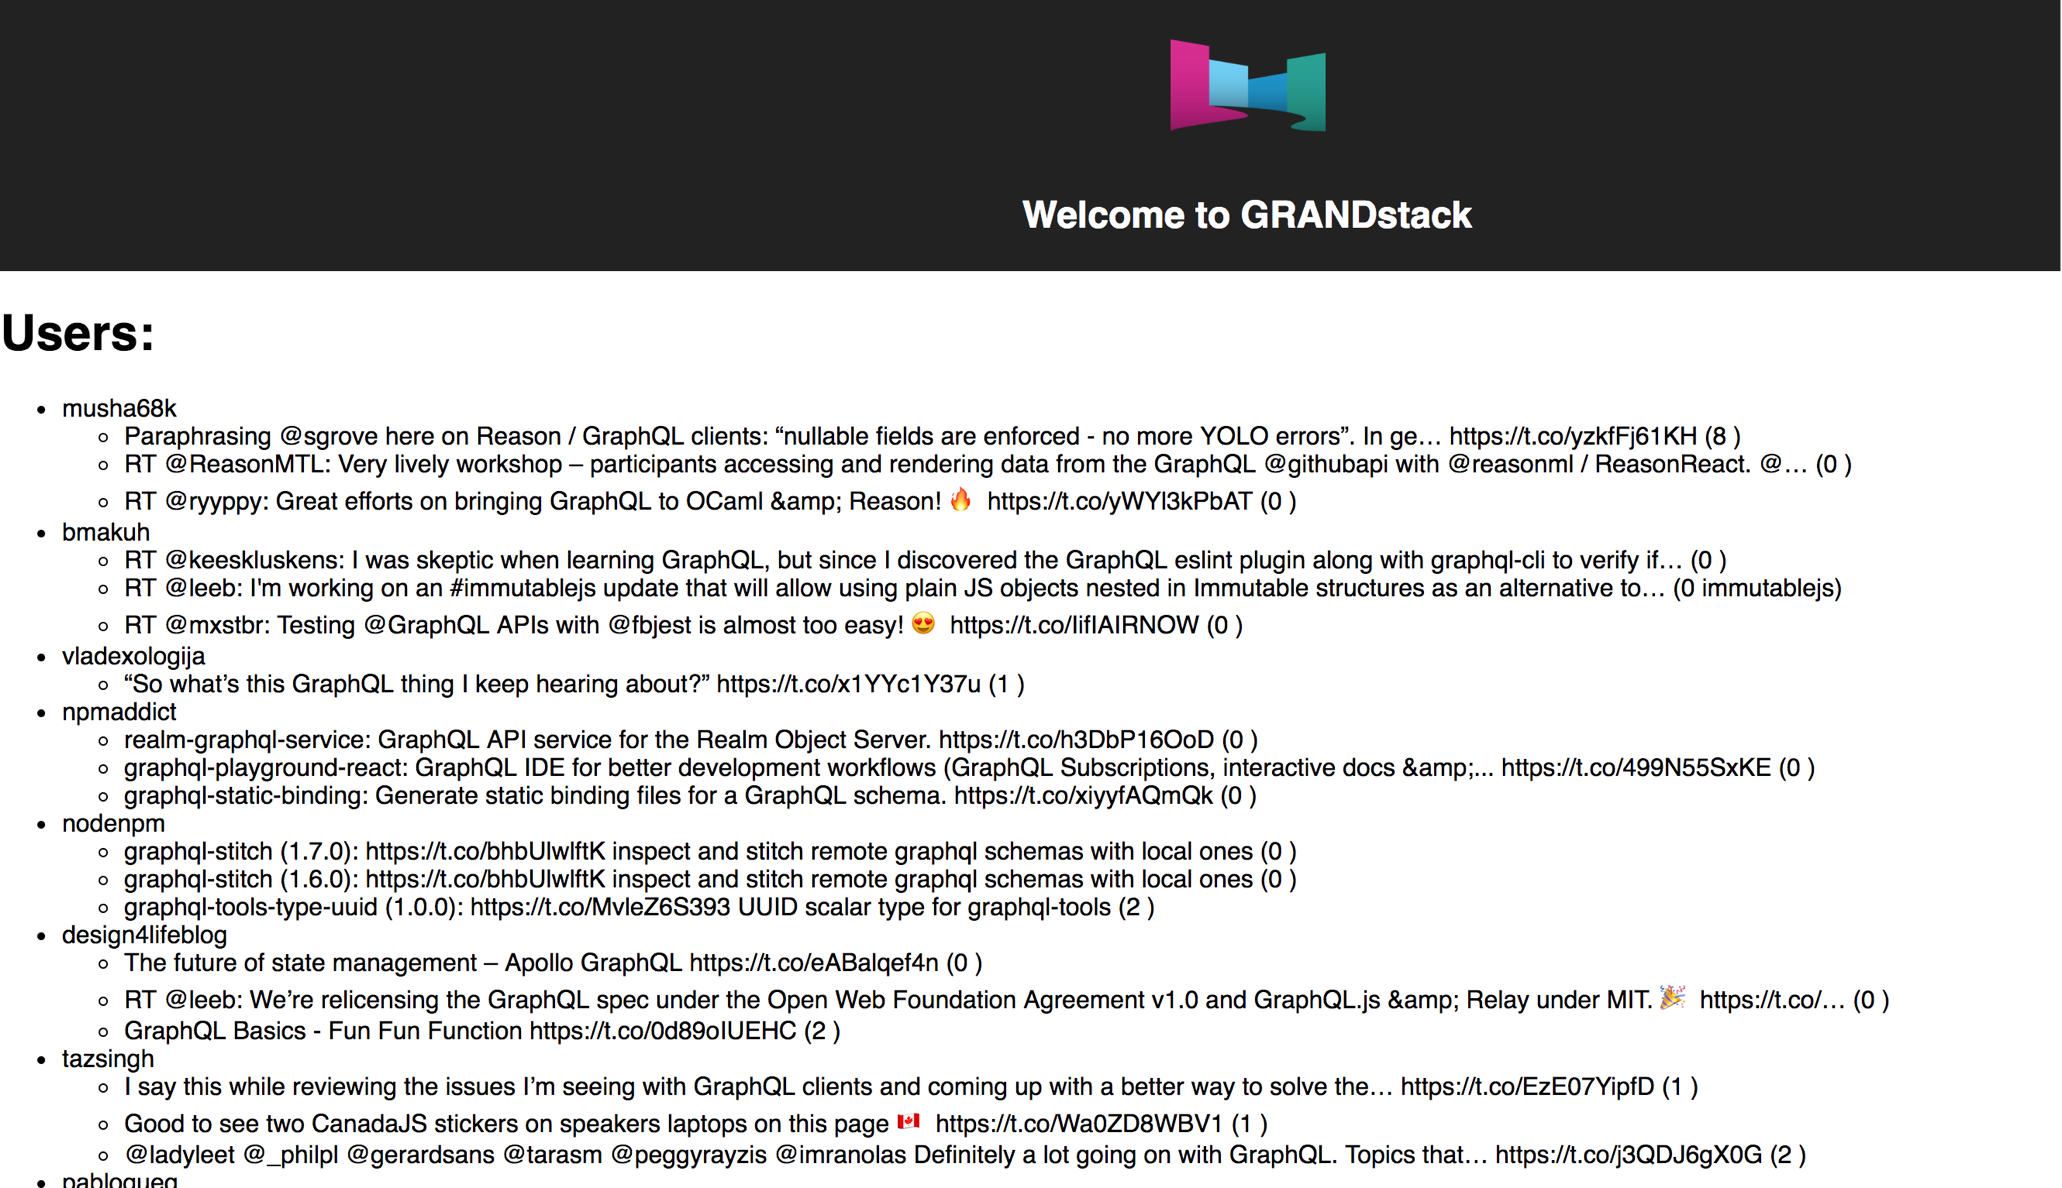 Welcome to GRANDstack
Users:
musha68k
Paraphrasing @sgrove here on Reason / GraphQL clients: “nullable fields are enforced - no more YOLO errors”. In ge… https://t.co/yzkfFj61KH (8 )
RT @ReasonMTL: Very lively workshop – participants accessing and rendering data from the GraphQL @githubapi with @reasonml / ReasonReact. @… (0 )
RT @ryyppy: Great efforts on bringing GraphQL to OCaml &amp; Reason! 🔥 https://t.co/yWYl3kPbAT (0 )
bmakuh
RT @keeskluskens: I was skeptic when learning GraphQL, but since I discovered the GraphQL eslint plugin along with graphql-cli to verify if… (0 )
RT @leeb: I'm working on an #immutablejs update that will allow using plain JS objects nested in Immutable structures as an alternative to… (0 immutablejs)
RT @mxstbr: Testing @GraphQL APIs with @fbjest is almost too easy! 😍 https://t.co/IifIAIRNOW (0 )
vladexologija
“So what’s this GraphQL thing I keep hearing about?” https://t.co/x1YYc1Y37u (1 )
npmaddict
realm-graphql-service: GraphQL API service for the Realm Object Server. https://t.co/h3DbP16OoD (0 )
graphql-playground-react: GraphQL IDE for better development workflows (GraphQL Subscriptions, interactive docs &amp;... https://t.co/499N55SxKE (0 )
graphql-static-binding: Generate static binding files for a GraphQL schema. https://t.co/xiyyfAQmQk (0 )
nodenpm
graphql-stitch (1.7.0): https://t.co/bhbUlwlftK inspect and stitch remote graphql schemas with local ones (0 )
graphql-stitch (1.6.0): https://t.co/bhbUlwlftK inspect and stitch remote graphql schemas with local ones (0 )
graphql-tools-type-uuid (1.0.0): https://t.co/MvleZ6S393 UUID scalar type for graphql-tools (2 )
design4lifeblog
The future of state management – Apollo GraphQL https://t.co/eABalqef4n (0 )
RT @leeb: We’re relicensing the GraphQL spec under the Open Web Foundation Agreement v1.0 and GraphQL.js &amp; Relay under MIT. 🎉 https://t.co/… (0 )
GraphQL Basics - Fun Fun Function https://t.co/0d89oIUEHC (2 )
tazsingh
I say this while reviewing the issues I’m seeing with GraphQL clients and coming up with a better way to solve the… https://t.co/EzE07YipfD (1 )
Good to see two CanadaJS stickers on speakers laptops on this page 🇨🇦 https://t.co/Wa0ZD8WBV1 (1 )
@ladyleet @_philpl @gerardsans @tarasm @peggyrayzis @imranolas Definitely a lot going on with GraphQL. Topics that… https://t.co/j3QDJ6gX0G (2 )